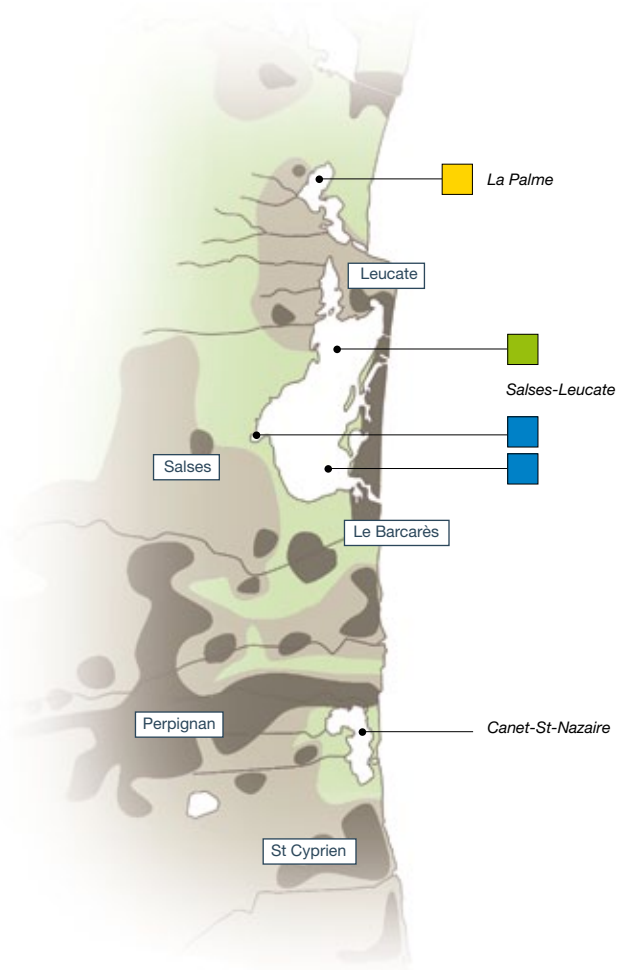 La Palme
Leucate
Salses-Leucate
Salses
Le Barcarès
Perpignan
Canet-St-Nazaire
St Cyprien